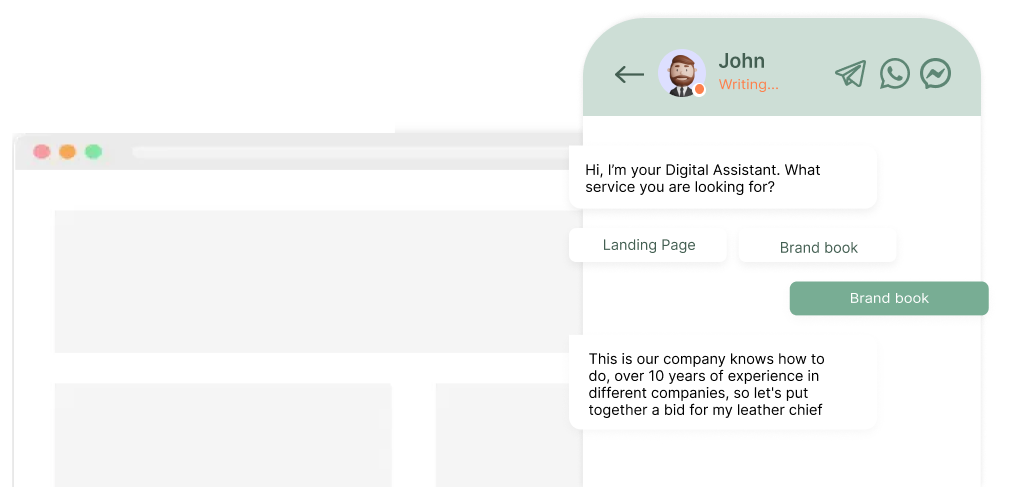 John
Writing...
Hi, I’m your Digital Assistant. What
service you are looking for?
Landing Page
Brand book
Brand book
This is our company knows how to
do, over 10 years of experience in
different companies, so let's put
together a bid for my leather chief